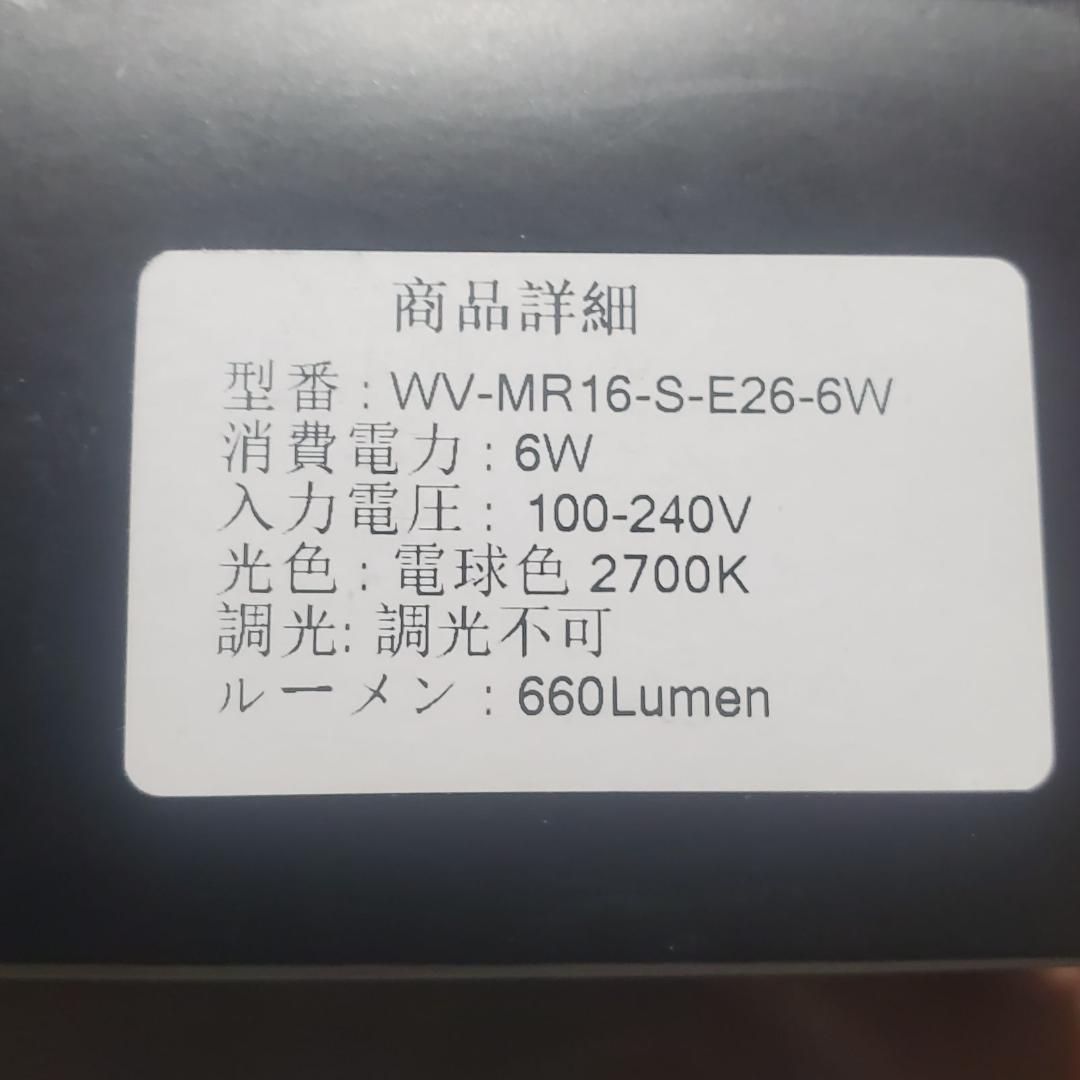 商品詳細
型番 : WV-MR16-S-E26-6W
消費電力 : 6W
入力電圧 : 100-240V
光色 : 電球色 2700K
調光: 調光不可
ルーメン : 660Lumen